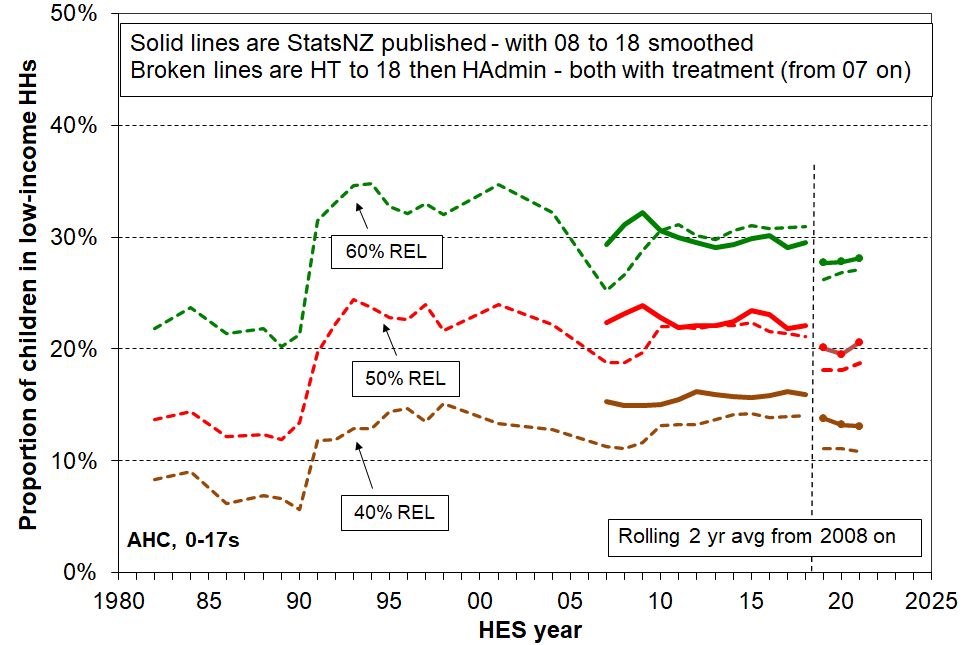 50%
Solid lines are StatsNZ published - with 08 to 18 smoothed
Broken lines are HT to 18 then HAdmin - both with treatment (from 07 on)
40%
30%
20%
10%
0%
Proportion of children in low-income HHs
60% REL
50% REL
40% REL
AHC, 0-17s
Rolling 2 yr avg from 2008 on
1980 85 90 95 00 05 10 15 20 2025
HES year